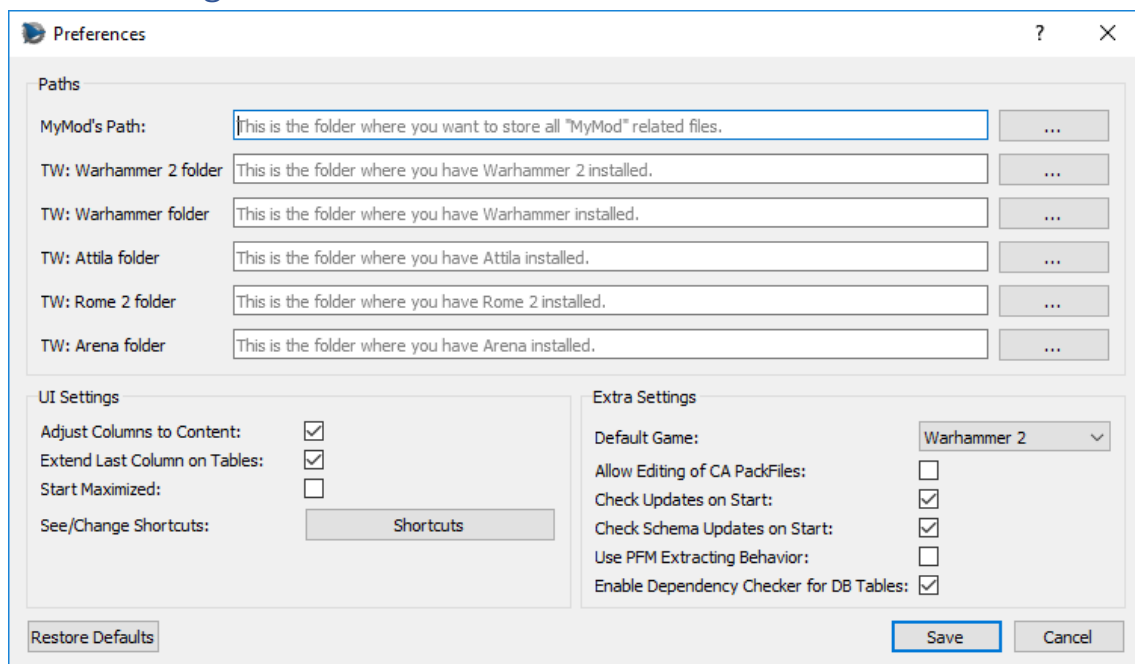 Preferences
Paths
MyMod's Path: This is the folder where you want to store all "MyMod" related files. ...
TW: Warhammer 2 folder This is the folder where you have Warhammer 2 installed. ...
TW: Warhammer folder This is the folder where you have Warhammer installed. ...
TW: Attila folder This is the folder where you have Attila installed. ...
TW: Rome 2 folder This is the folder where you have Rome 2 installed. ...
TW: Arena folder This is the folder where you have Arena installed. ...
UI Settings
Adjust Columns to Content:
Extend Last Column on Tables:
Start Maximized:
See/Change Shortcuts: Shortcuts
Extra Settings
Default Game: Warhammer 2
Allow Editing of CA PackFiles:
Check Updates on Start:
Check Schema Updates on Start:
Use PFM Extracting Behavior:
Enable Dependency Checker for DB Tables:
Restore Defaults Save Cancel